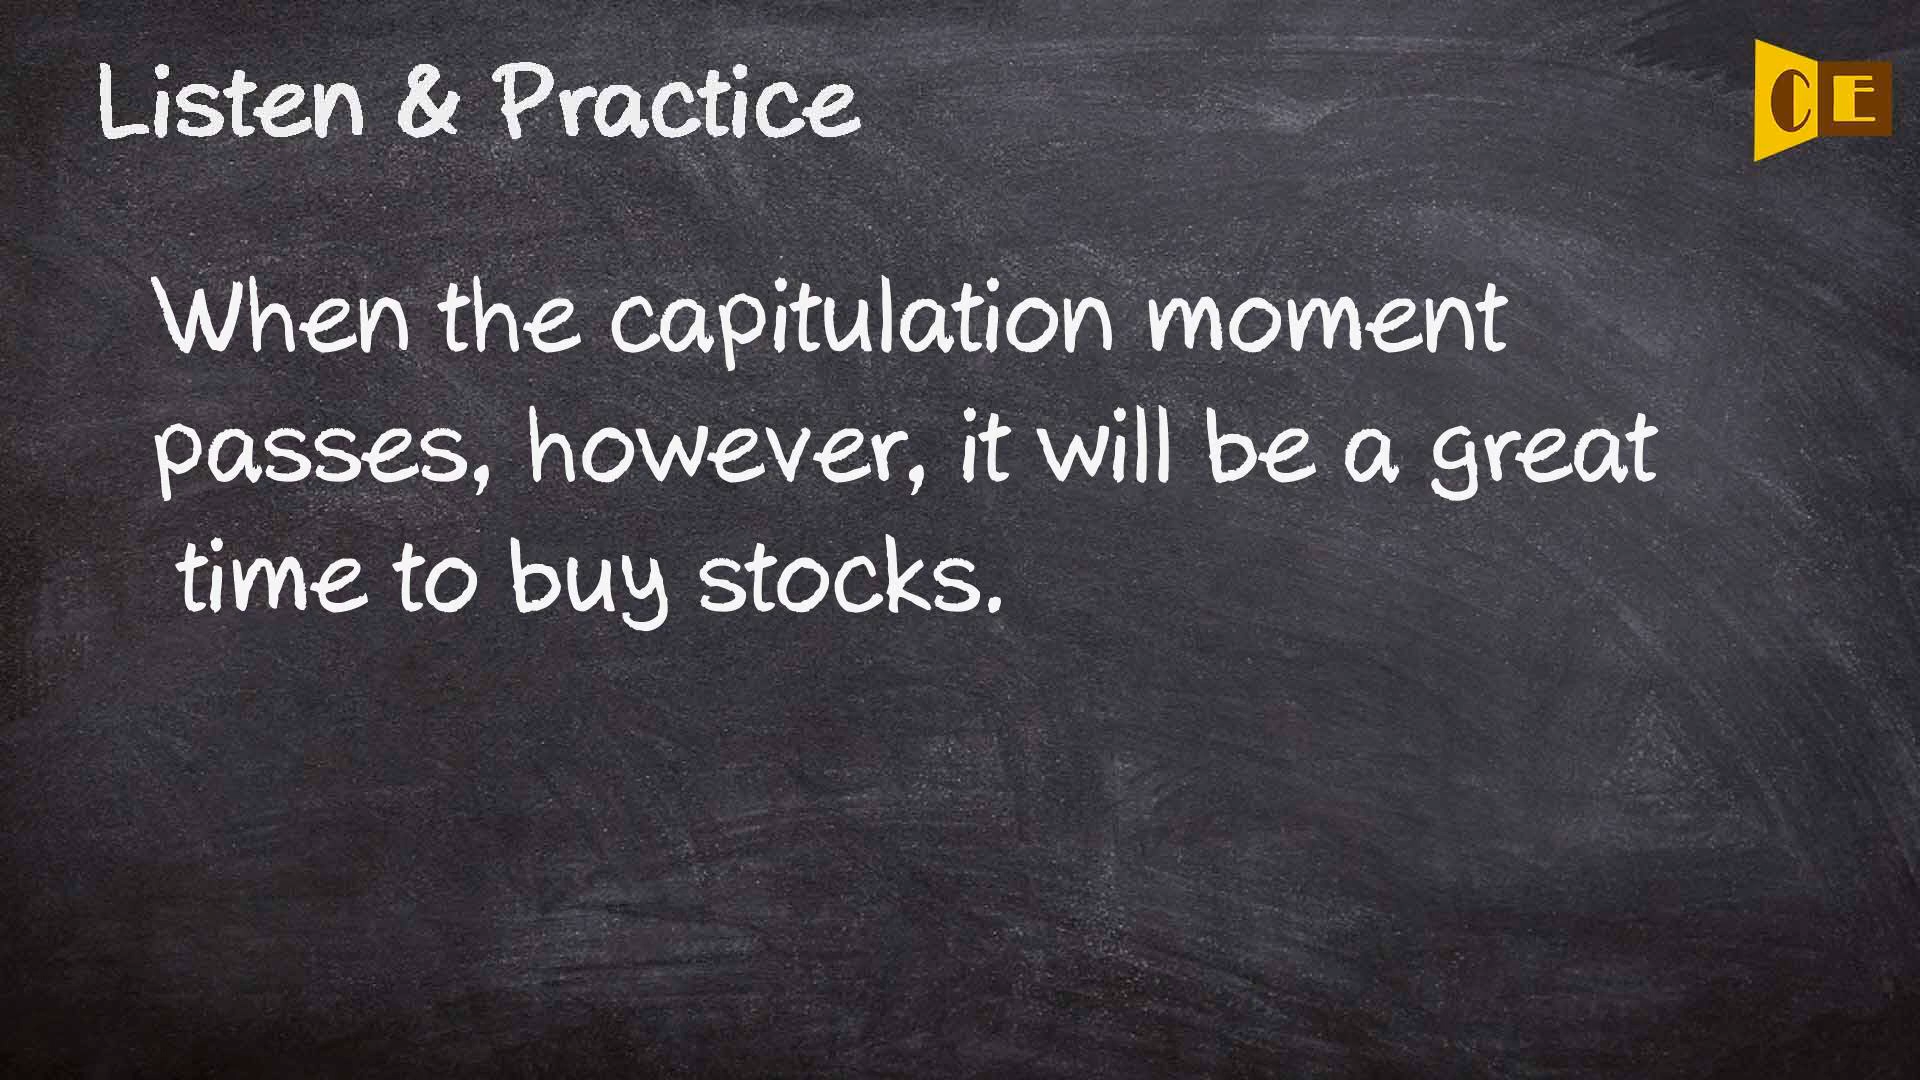 Listen & Practice
CE
When the capitulation moment
passes, however, it will be a great
time to buy stocks.